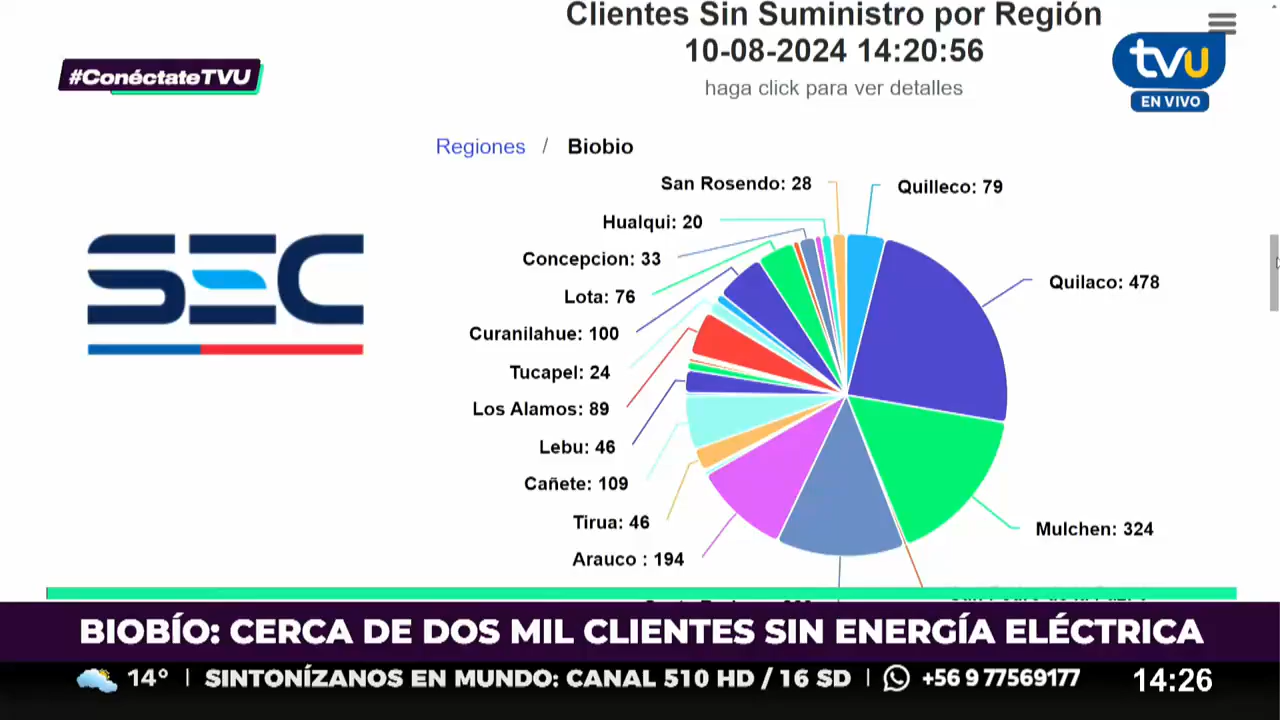 Clientes Sin Suministro por Región
10-08-2024 14:20:56
haga click para ver detalles
#ConéctateTVU
tvu
EN VIVO
Regiones / Biobio
SEC
San Rosendo: 28
Quilleco: 79
Hualqui: 20
Concepcion: 33
Quilaco: 478
Lota: 76
Curanilahue: 100
Tucapel: 24
Los Alamos: 89
Lebu: 46
Cañete: 109
Tirua: 46
Mulchen: 324
Arauco : 194
BIOBÍO: CERCA DE DOS MIL CLIENTES SIN ENERGÍA ELÉCTRICA
14° | SINTONÍZANOS EN MUNDO: CANAL 510 HD / 16 SD | +56 9 77569177
14:26